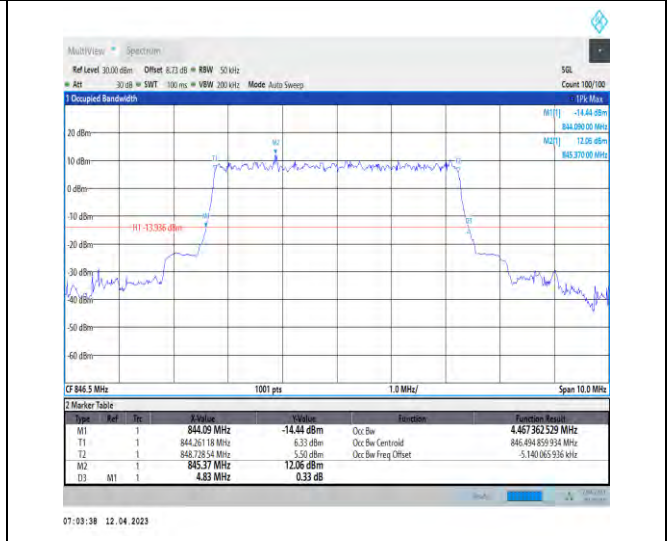 MultiView Spectrum
Ref Level 30.00 dBm Offset 8.73 dB RBW 50 kHz SGL
Att 30 dB SWT 100 ms VBW 200 kHz Mode Auto Sweep Count 100/100
1 Occupied Bandwidth 1Pk Max
M1[1] -14.44 dBm
844.090 00 MHz
20 dBm
M2[1] 12.06 dBm
M2
845.370 00 MHz
10 dBm
T1
T2
0 dBm
-10 dBm
M1
D3
H1 -13.936 dBm
-20 dBm
-30 dBm
-40 dBm
-50 dBm
-60 dBm
CF 846.5 MHz 1001 pts 1.0 MHz/ Span 10.0 MHz
2 Marker Table
Type Ref Trc X-Value Y-Value Function Function Result
M1 1 844.09 MHz -14.44 dBm Occ Bw 4.467 362 529 MHz
T1 1 844.261 18 MHz 6.33 dBm Occ Bw Centroid 846.494 859 934 MHz
T2 1 848.728 54 MHz 5.50 dBm Occ Bw Freq Offset -5.140 065 936 kHz
M2 1 845.37 MHz 12.06 dBm
D3 M1 1 4.83 MHz 0.33 dB
07:03:38 12.04.2023